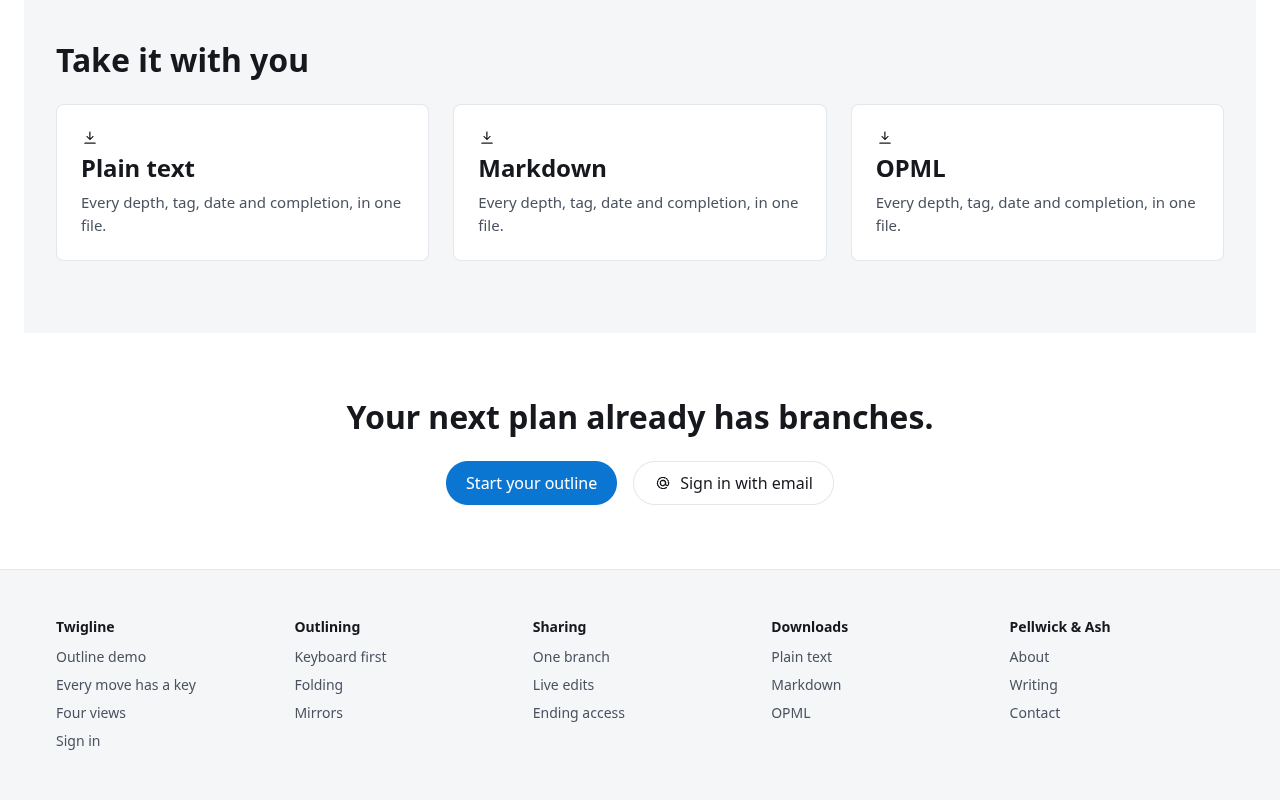 Take it with you
Plain text
Every depth, tag, date and completion, in one
file.
Markdown
Every depth, tag, date and completion, in one
file.
OPML
Every depth, tag, date and completion, in one
file.
Your next plan already has branches.
Start your outline
Sign in with email
Twigline
Outline demo
Every move has a key
Four views
Sign in
Outlining
Keyboard first
Folding
Mirrors
Sharing
One branch
Live edits
Ending access
Downloads
Plain text
Markdown
OPML
Pellwick & Ash
About
Writing
Contact